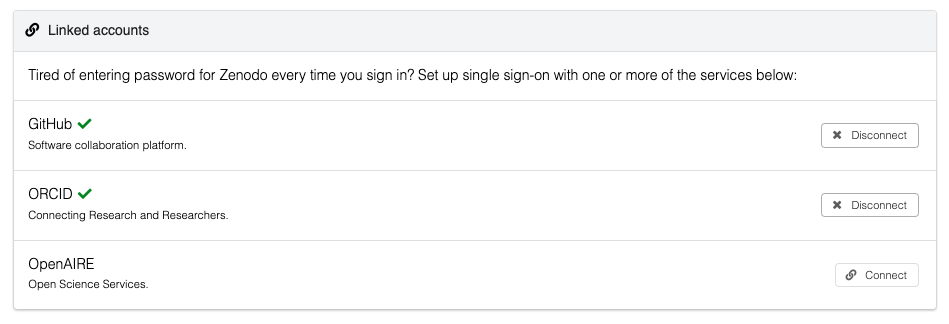 Linked accounts
Tired of entering password for Zenodo every time you sign in? Set up single sign-on with one or more of the services below:
GitHub
Software collaboration platform.
Disconnect
ORCID
Connecting Research and Researchers.
Disconnect
OpenAIRE
Open Science Services.
Connect